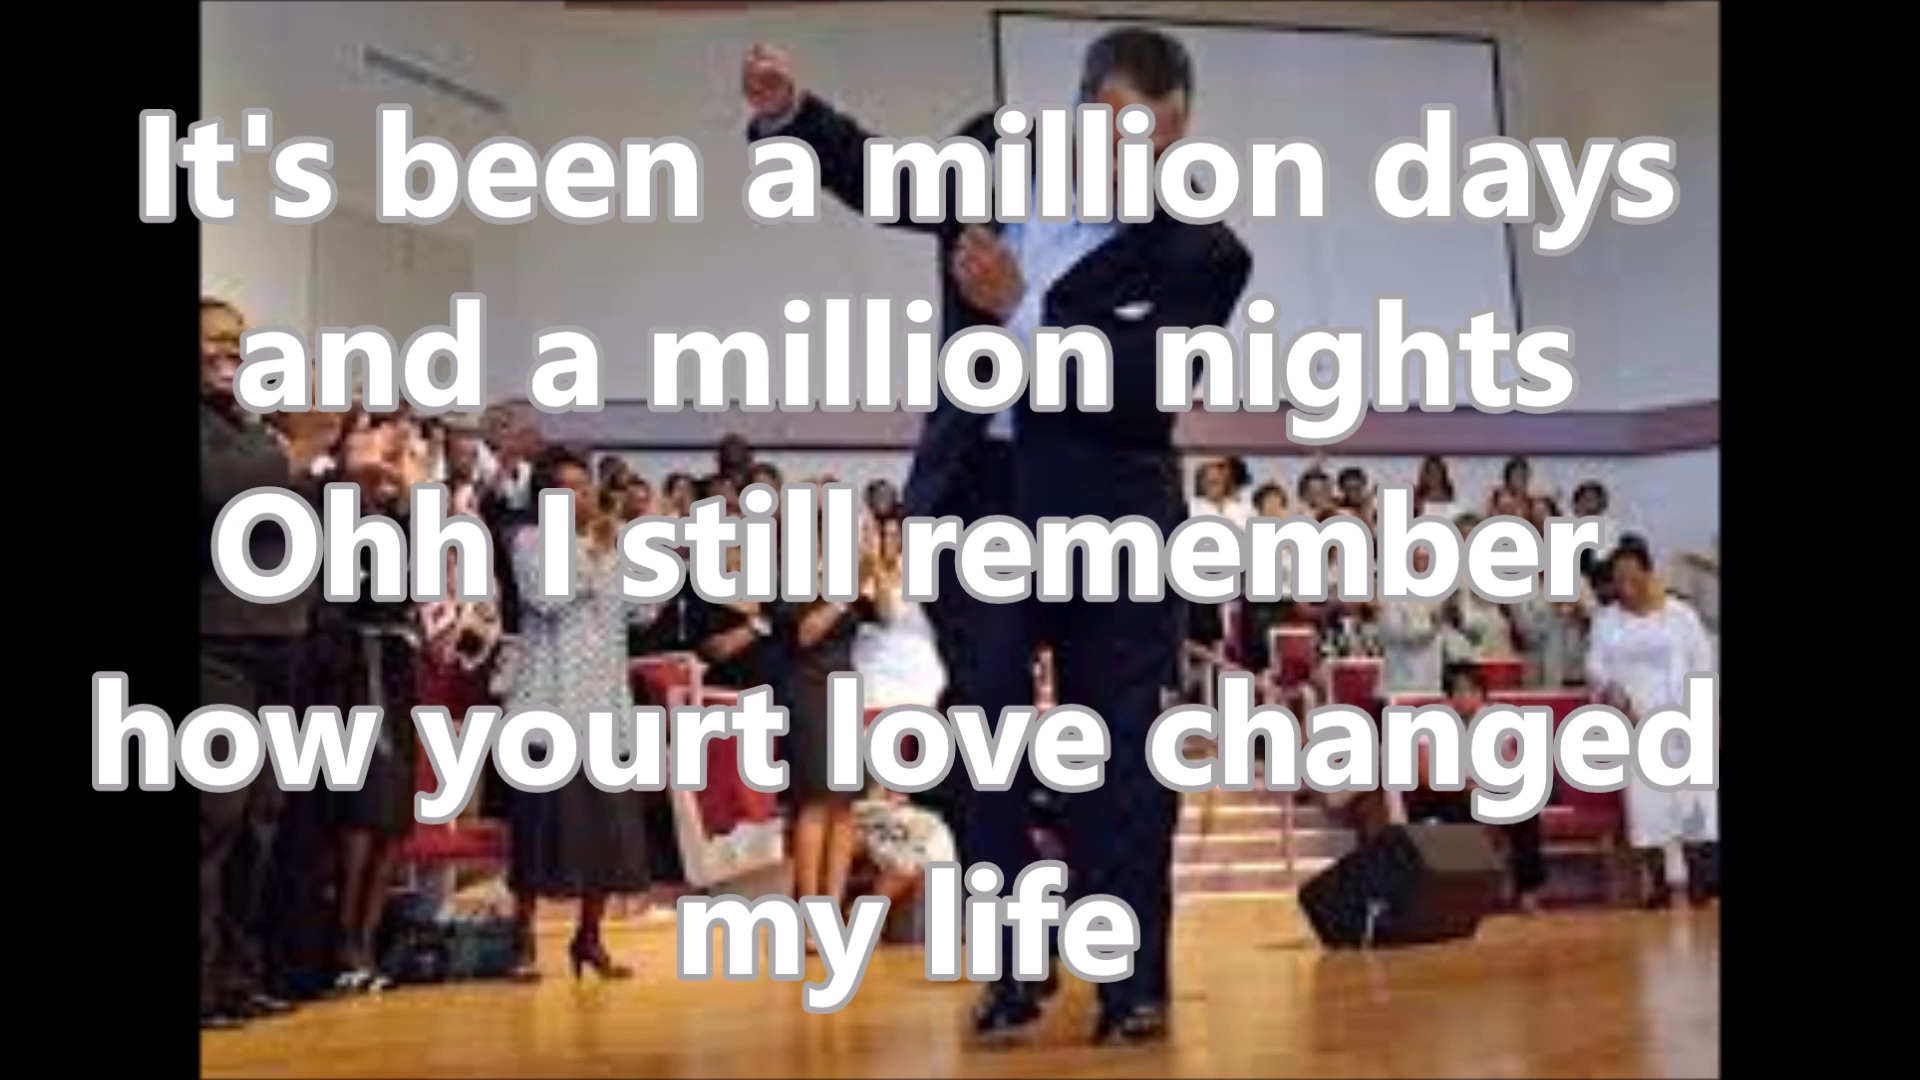 It's been a million days
and a million nights
Ohh I still remember
how yourt love changed
my life